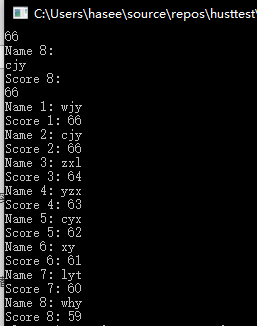 C:\Users\hasee\source\repos\husttest\
66
Name 8:
cjy
Score 8:
66
Name 1: wjy
Score 1: 66
Name 2: cjy
Score 2: 66
Name 3: zxl
Score 3: 64
Name 4: yzx
Score 4: 63
Name 5: cyx
Score 5: 62
Name 6: xy
Score 6: 61
Name 7: lyt
Score 7: 60
Name 8: why
Score 8: 59